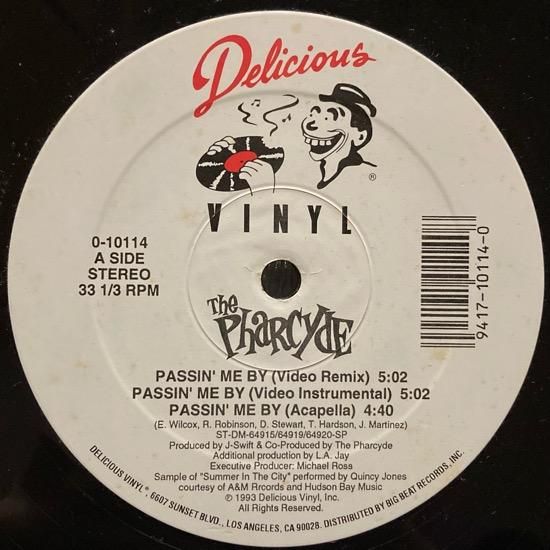 Delicious
®
VINYL
0-10114
A SIDE
STEREO
33 1/3 RPM
9417-10114-0
The
PHARCYDE
PASSIN' ME BY (Video Remix) 5:02
PASSIN' ME BY (Video Instrumental) 5:02
PASSIN' ME BY (Acapella) 4:40
(E. Wilcox, R. Robinson, D. Stewart, T. Hardson, J. Martinez)
ST-DM-64915/64919/64920-SP
Produced by J-Swift & Co-Produced by The Pharcyde
Additional production by L.A. Jay
Executive Producer: Michael Ross
Sample of "Summer In The City" performed by Quincy Jones
courtesy of A&M Rrcords and Hudson Bay Music
℗ 1993 Delicious Vinyl, Inc.
All Rights Reserved.
DELICIOUS VINYL® 6607 SUNSET BLVD., LOS ANGELES, CA 90028. DISTRIBUTED BY BIG BEAT RECORDS, INC.